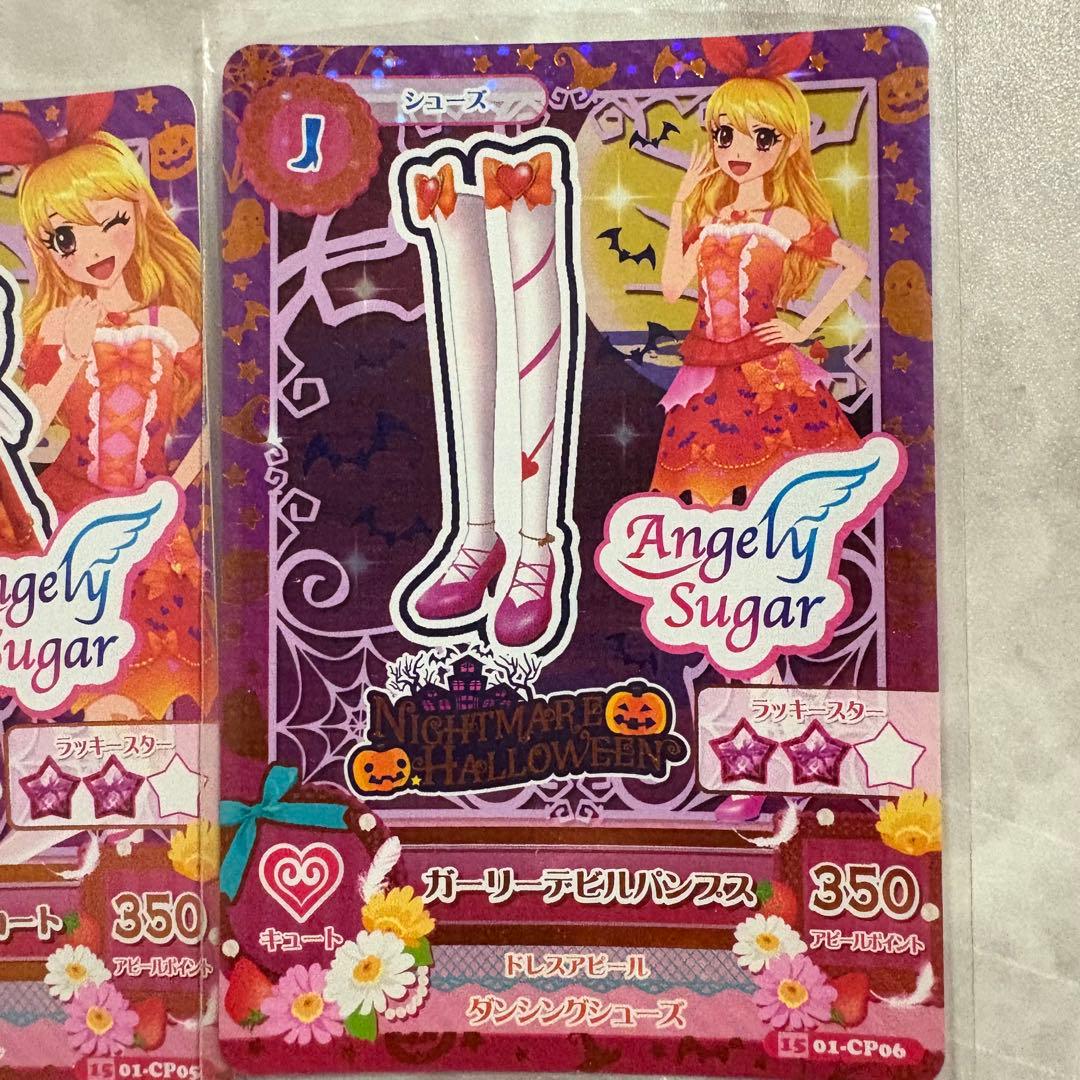 シューズ
Angely
Sugar
NIGHTMARE
HALLOWEEN
ラッキースター
ガーリーデビルパンプス
350
アピールポイント
キュート
ドレスアピール
ダンシングシューズ
15 01-CP06
ngely
Sugar
ラッキースター
ート
350
アピールポイント
15 01-CP05